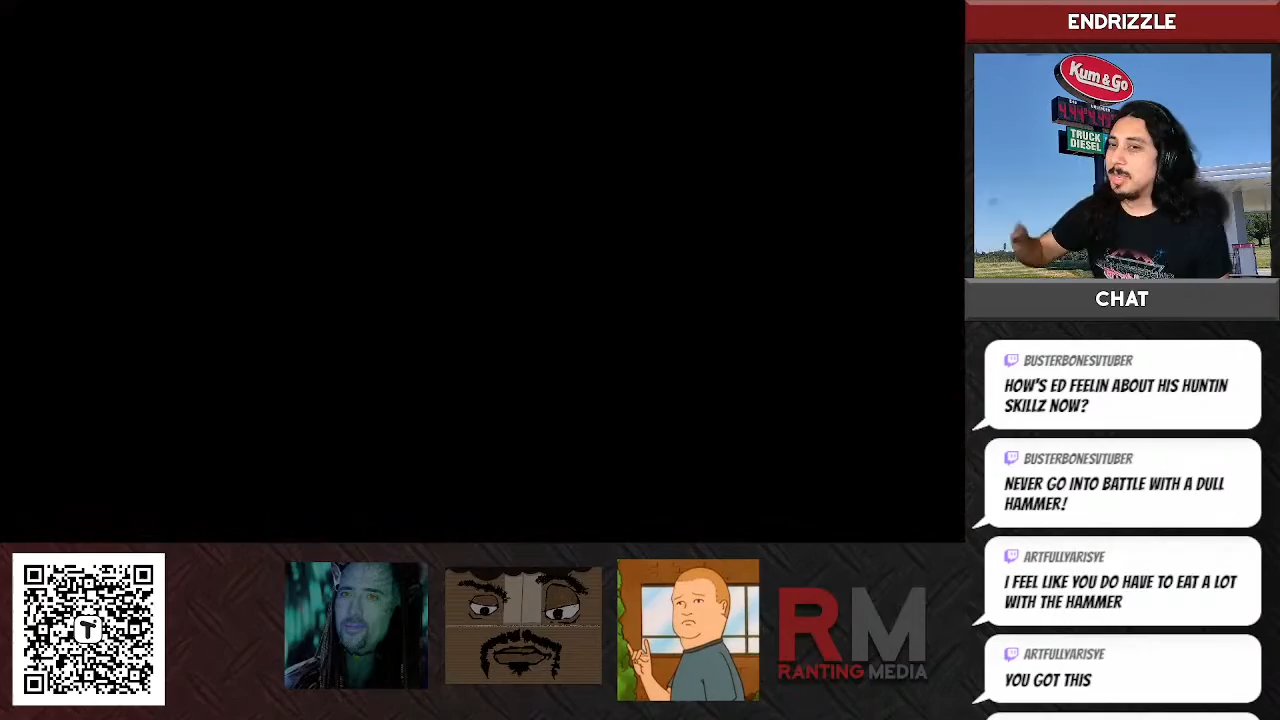 ENDRIZZLE
Kum & Go
TRUCK
DIESEL
CHAT
BUSTERBONESVTUBER
HOW'S ED FEELIN ABOUT HIS HUNTIN
SKILLZ NOW?
BUSTERBONESVTUBER
NEVER GO INTO BATTLE WITH A DULL
HAMMER!
ARTFULLYARISYE
I FEEL LIKE YOU DO HAVE TO EAT A LOT
WITH THE HAMMER
ARTFULLYARISYE
YOU GOT THIS
T
RM
RANTING MEDIA